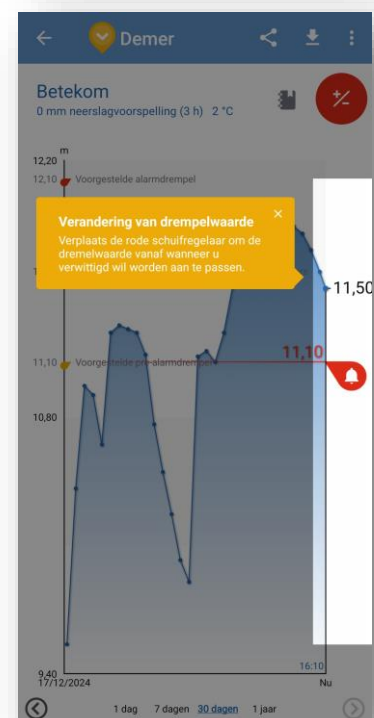 Demer
Betekom
0 mm neerslagvoorspelling (3 h) 2 °C
m
12,20
12,10 Voorgestelde alarmdrempel
Verandering van drempelwaarde
Verplaats de rode schuifregelaar om de
dremelwaarde vanaf wanneer u
verwittigd wil worden aan te passen.
11,50
11,10
11,10 Voorgestelde pre-alarmdrempel
10,80
9,40
16:10
17/12/2024 Nu
1 dag 7 dagen 30 dagen 1 jaar